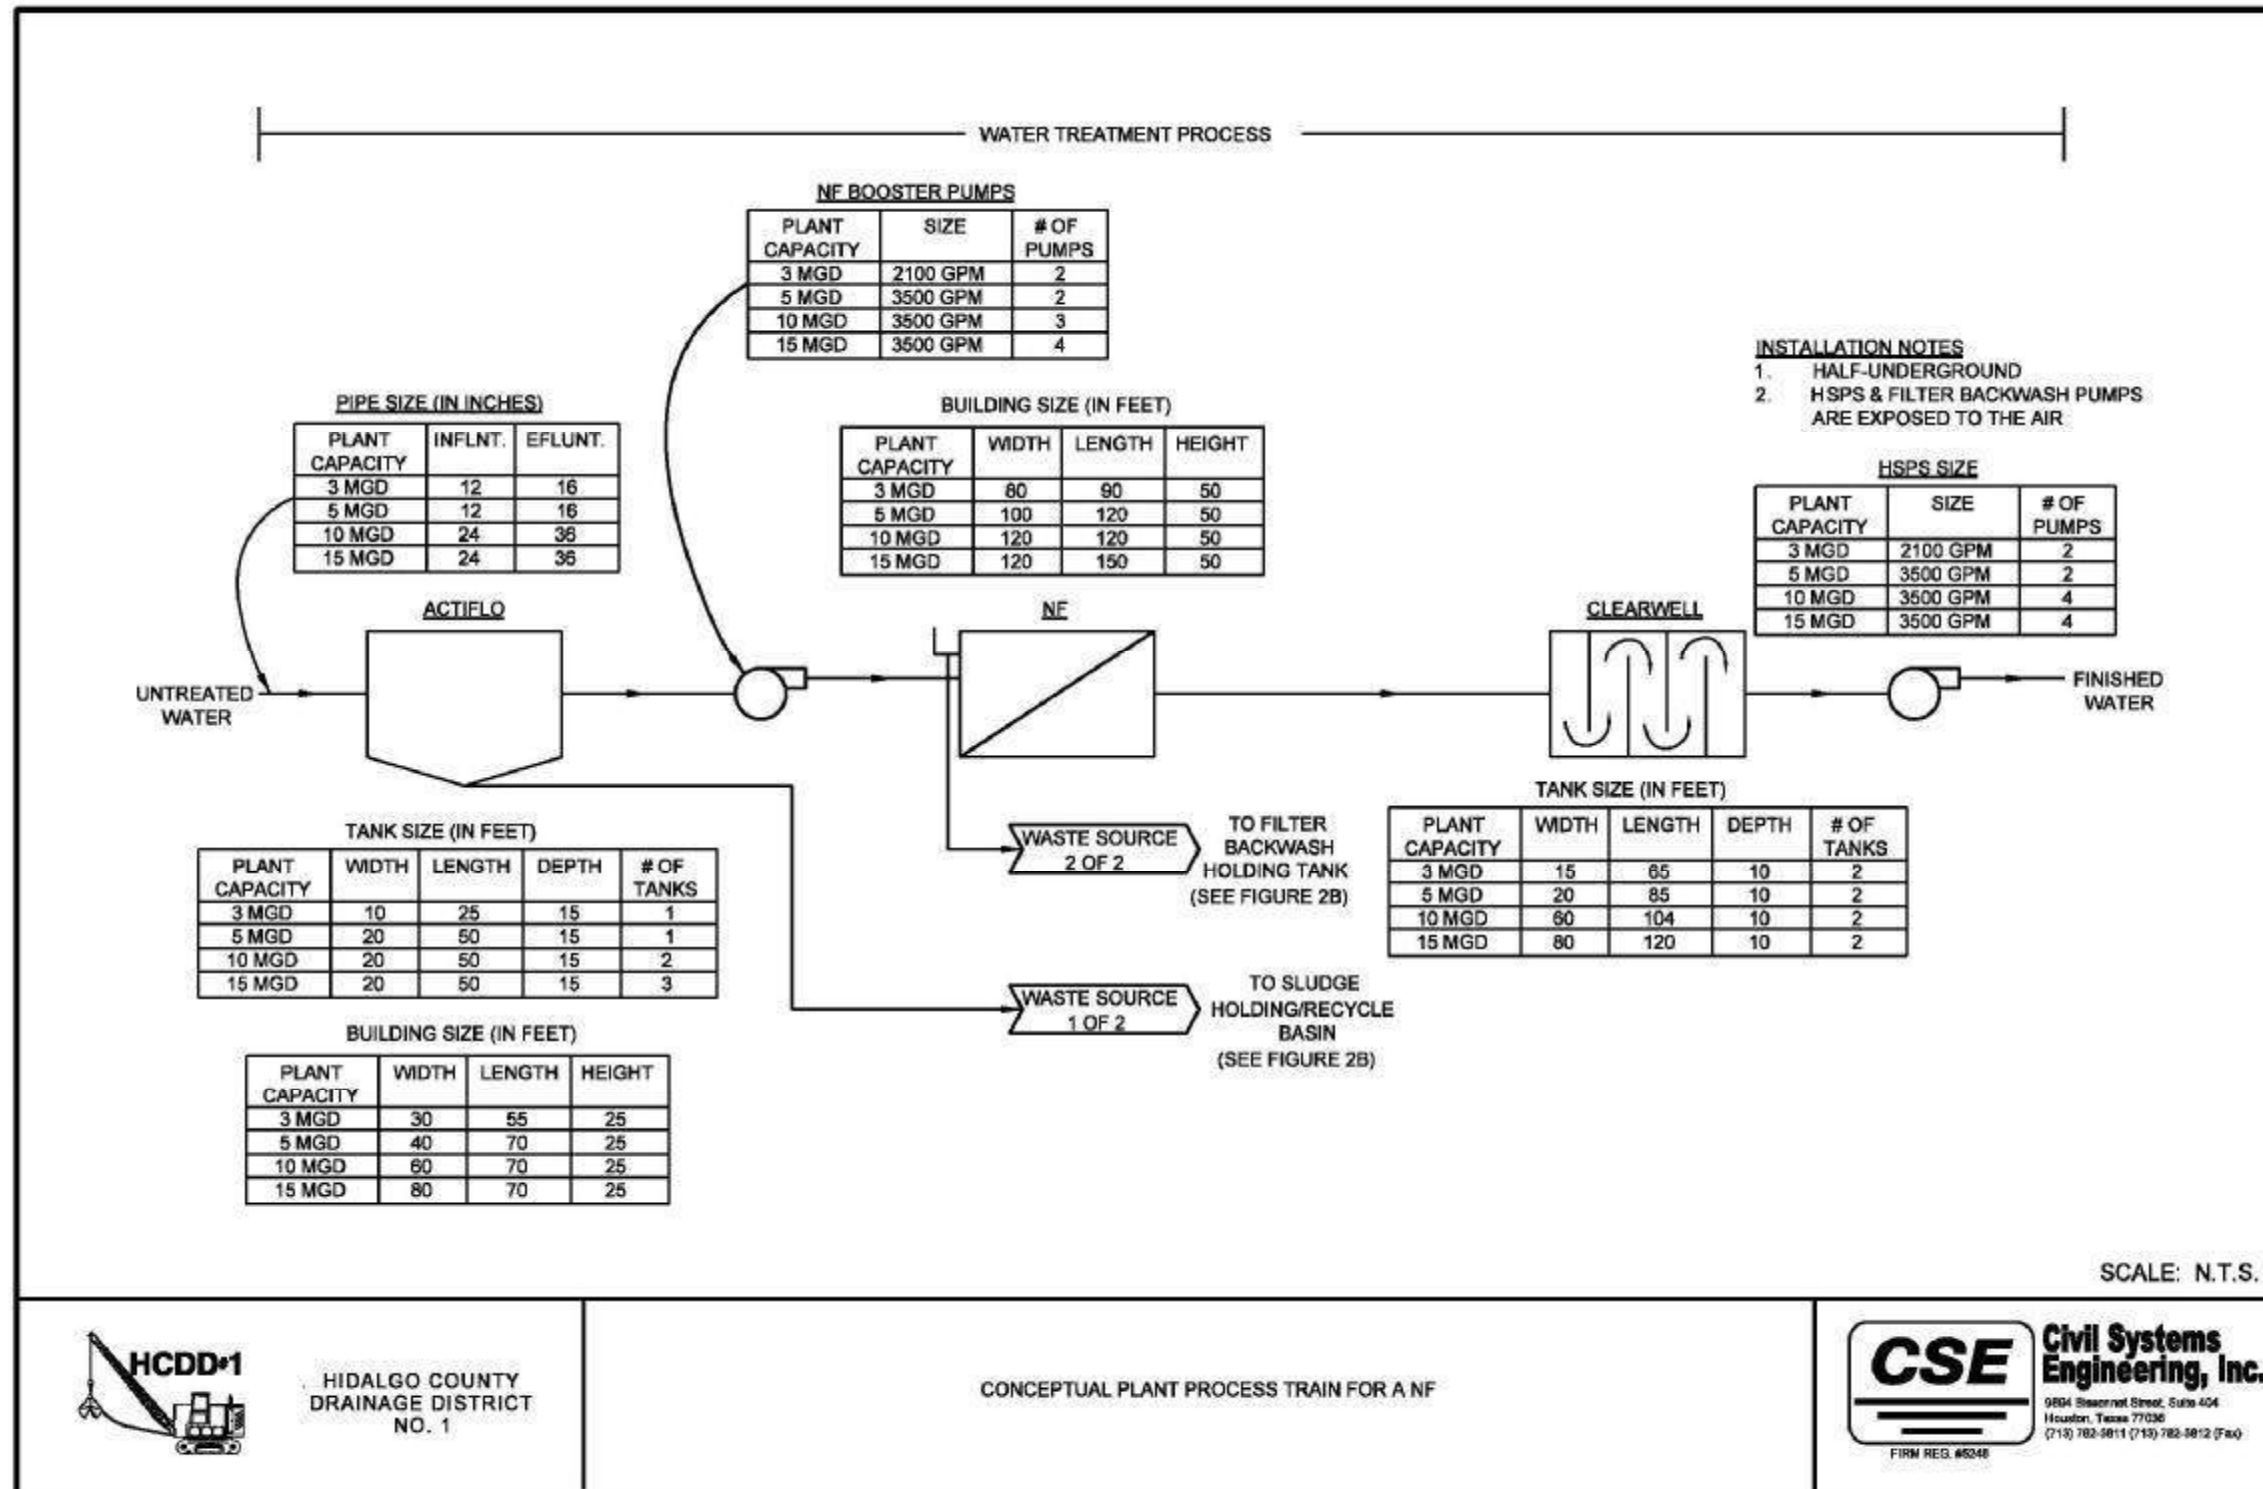 WATER TREATMENT PROCESS
NF BOOSTER PUMPS
PLANT CAPACITY SIZE # OF PUMPS
3 MGD 2100 GPM 2
5 MGD 3500 GPM 2
10 MGD 3500 GPM 3
15 MGD 3500 GPM 4
INSTALLATION NOTES
1. HALF-UNDERGROUND
2. HSPS & FILTER BACKWASH PUMPS
ARE EXPOSED TO THE AIR
PIPE SIZE (IN INCHES)
PLANT CAPACITY INFLNT. EFLUNT.
3 MGD 12 16
5 MGD 12 16
10 MGD 24 36
15 MGD 24 36
BUILDING SIZE (IN FEET)
PLANT CAPACITY WIDTH LENGTH HEIGHT
3 MGD 80 90 50
5 MGD 100 120 50
10 MGD 120 120 50
15 MGD 120 150 50
HSPS SIZE
PLANT CAPACITY SIZE # OF PUMPS
3 MGD 2100 GPM 2
5 MGD 3500 GPM 2
10 MGD 3500 GPM 4
15 MGD 3500 GPM 4
ACTIFLO
NF
CLEARWELL
UNTREATED
WATER
FINISHED
WATER
TANK SIZE (IN FEET)
PLANT CAPACITY WIDTH LENGTH DEPTH # OF TANKS
3 MGD 10 25 15 1
5 MGD 20 50 15 1
10 MGD 20 50 15 2
15 MGD 20 50 15 3
WASTE SOURCE
2 OF 2
TO FILTER
BACKWASH
HOLDING TANK
(SEE FIGURE 2B)
TANK SIZE (IN FEET)
PLANT CAPACITY WIDTH LENGTH DEPTH # OF TANKS
3 MGD 15 65 10 2
5 MGD 20 85 10 2
10 MGD 60 104 10 2
15 MGD 80 120 10 2
WASTE SOURCE
1 OF 2
TO SLUDGE
HOLDING/RECYCLE
BASIN
(SEE FIGURE 2B)
BUILDING SIZE (IN FEET)
PLANT CAPACITY WIDTH LENGTH HEIGHT
3 MGD 30 55 25
5 MGD 40 70 25
10 MGD 60 70 25
15 MGD 80 70 25
SCALE: N.T.S.
HCDD#1
HIDALGO COUNTY
DRAINAGE DISTRICT
NO. 1
CONCEPTUAL PLANT PROCESS TRAIN FOR A NF
CSE
Civil Systems
Engineering, Inc.
Street, Suite 404
Houston, Texas 77036
(Fax)
FIRM REG.